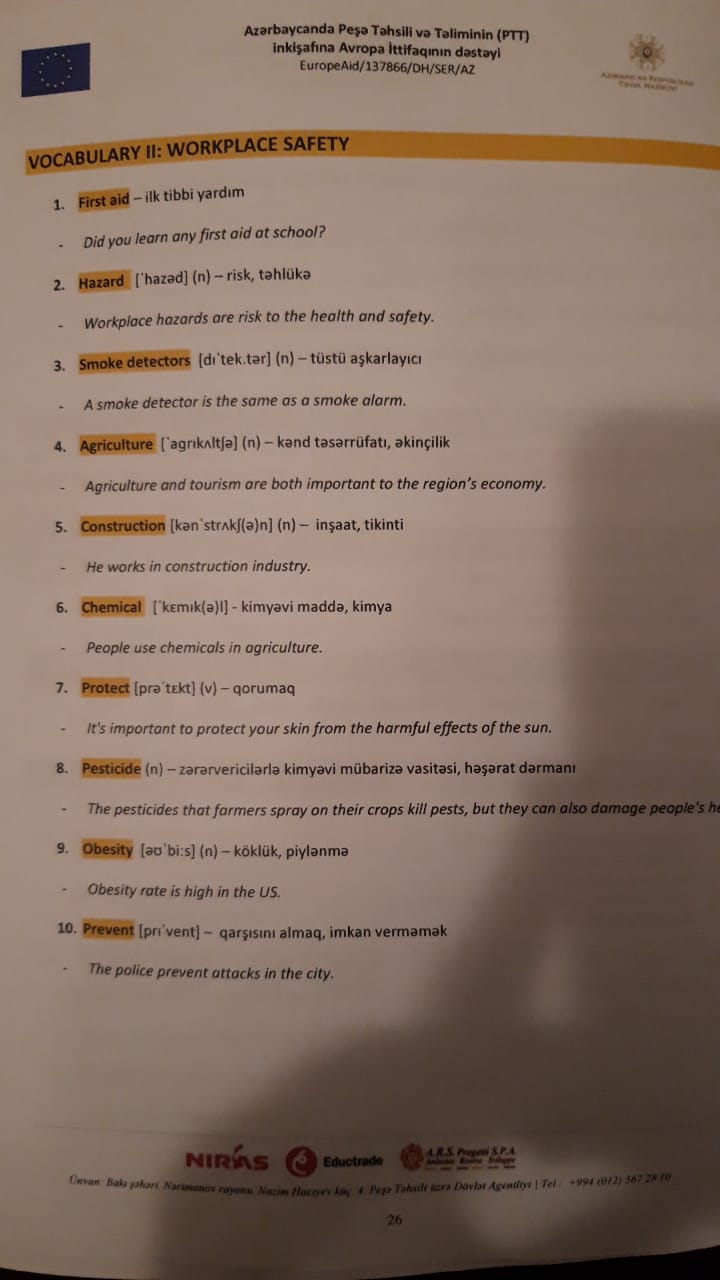 Azərbaycanda Peşə Təhsili və Təliminin (PTT)
inkişafına Avropa İttifaqının dəstəyi
EuropeAid/137866/DH/SER/AZ
VOCABULARY II: WORKPLACE SAFETY
1. First aid – ilk tibbi yardım
- Did you learn any first aid at school?
2. Hazard [ˈhazəd] (n) – risk, təhlükə
- Workplace hazards are risk to the health and safety.
3. Smoke detectors [dɪˈtek.tər] (n) – tüstü aşkarlayıcı
- A smoke detector is the same as a smoke alarm.
4. Agriculture [ˈagrɪkʌltʃə] (n) – kənd təsərrüfatı, əkinçilik
- Agriculture and tourism are both important to the region's economy.
5. Construction [kənˈstrʌkʃ(ə)n] (n) – inşaat, tikinti
- He works in construction industry.
6. Chemical [ˈkɛmɪk(ə)l] - kimyəvi maddə, kimya
- People use chemicals in agriculture.
7. Protect [prəˈtɛkt] (v) – qorumaq
- It's important to protect your skin from the harmful effects of the sun.
8. Pesticide (n) – zərərvericilərlə kimyəvi mübarizə vasitəsi, həşərat dərmanı
- The pesticides that farmers spray on their crops kill pests, but they can also damage people's he
9. Obesity [əʊˈbiːs] (n) – köklük, piylənmə
- Obesity rate is high in the US.
10. Prevent [prɪˈvent] – qarşısını almaq, imkan verməmək
- The police prevent attacks in the city.
NIRAS Eductrade A.R.S. Progetti S.P.A.
Ünvan: Bakı şəhəri, Nərimanov rayonu, Nazim Hacıyev küç. 4. Peşə Təhsili üzrə Dövlət Agentliyi | Tel.: +994 (012) 567 28 10
26